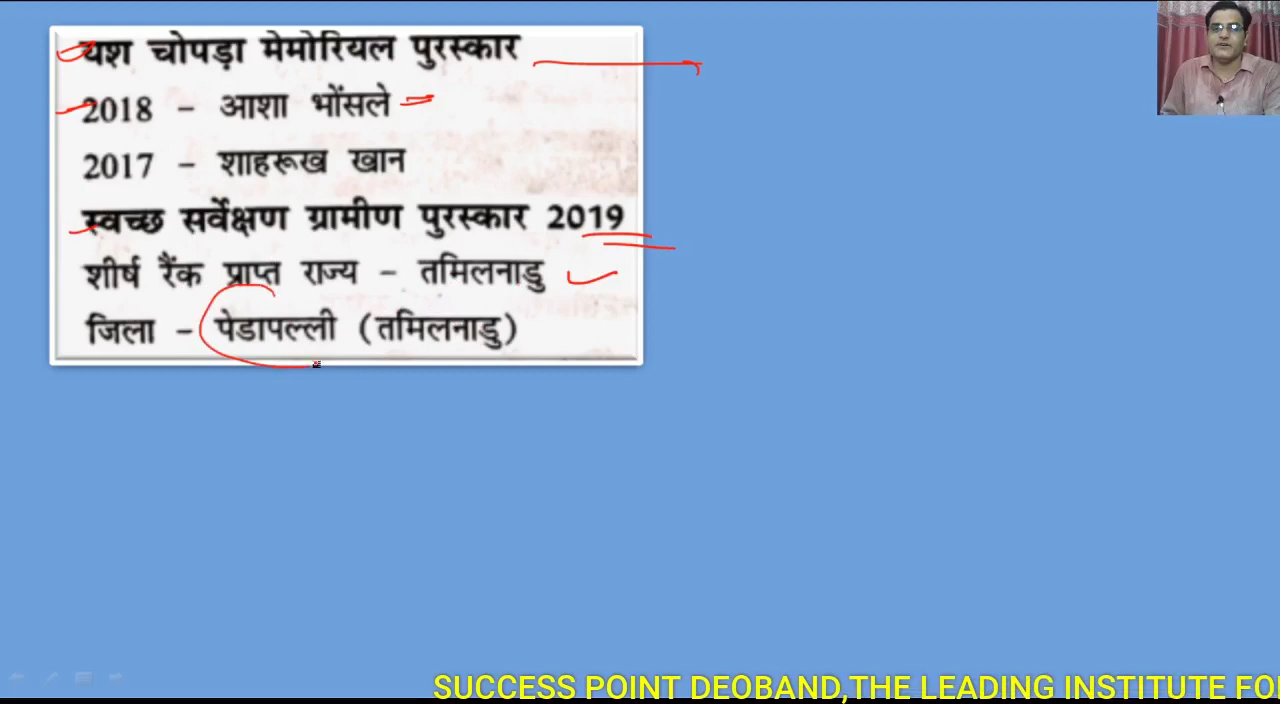 यश चोपड़ा मेमोरियल पुरस्कार
2018 – आशा भोंसले
2017 – शाहरूख खान
स्वच्छ सर्वेक्षण ग्रामीण पुरस्कार 2019
शीर्ष रैंक प्राप्त राज्य – तमिलनाडु
जिला – पेडापल्ली (तमिलनाडु)
SUCCESS POINT DEOBAND,THE LEADING INSTITUTE FO